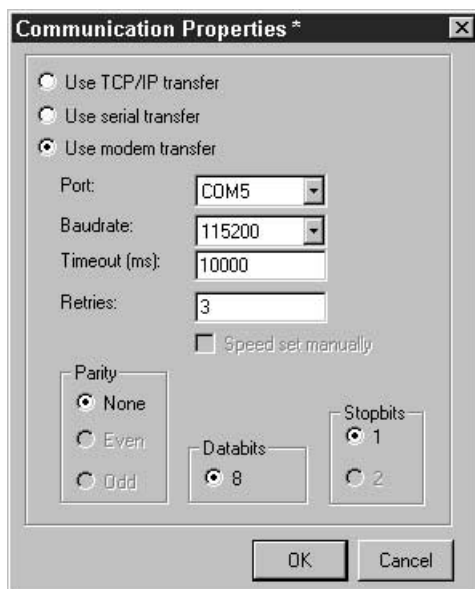 Communication Properties *
Use TCP/IP transfer
Use serial transfer
Use modem transfer
Port: COM5
Baudrate: 115200
Timeout (ms): 10000
Retries: 3
Speed set manually
Parity
None
Even
Odd
Databits
8
Stopbits
1
2
OK Cancel